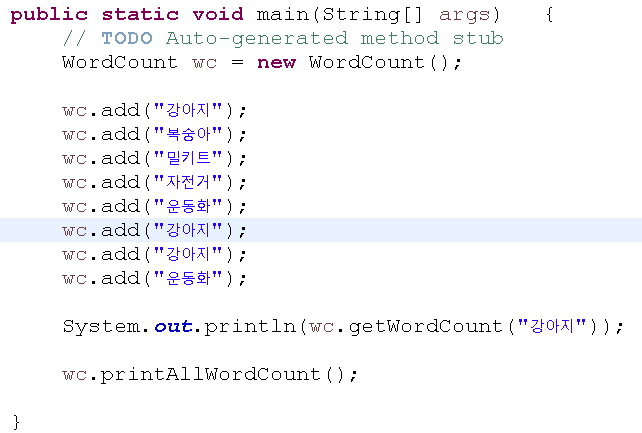 public static void main(String[] args)   {
// TODO Auto-generated method stub
WordCount wc = new WordCount();
wc.add("강아지");
wc.add("복숭아");
wc.add("밀키트");
wc.add("자전거");
wc.add("운동화");
wc.add("강아지");
wc.add("강아지");
wc.add("운동화");
System.out.println(wc.getWordCount("강아지"));
wc.printAllWordCount();
}